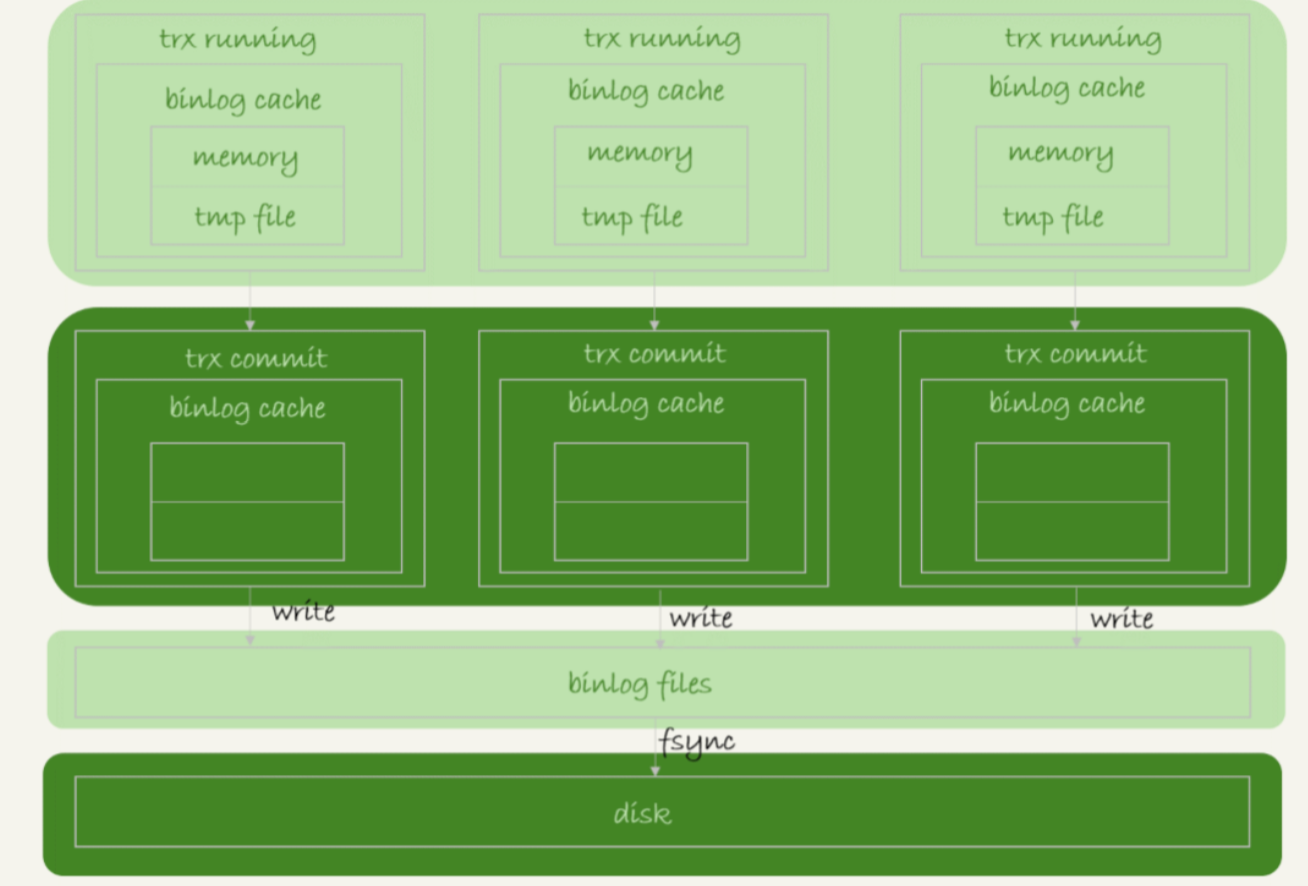 trx running
trx running
trx running
binlog cache
binlog cache
binlog cache
memory
memory
memory
tmp file
tmp file
tmp file
trx commit
trx commit
trx commit
binlog cache
binlog cache
binlog cache
write
write
write
binlog files
fsync
disk